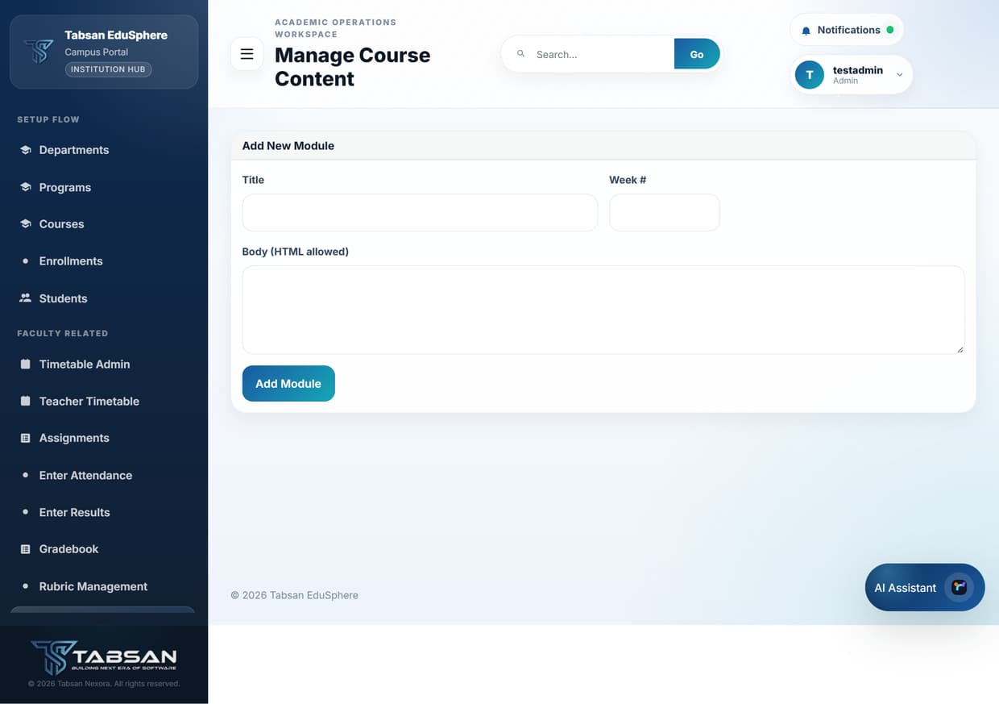 Tabsan EduSphere
Campus Portal
INSTITUTION HUB
SETUP FLOW
Departments
Programs
Courses
Enrollments
Students
FACULTY RELATED
Timetable Admin
Teacher Timetable
Assignments
Enter Attendance
Enter Results
Gradebook
Rubric Management
TABSAN
BUILDING NEXT ERA OF SOFTWARE
© 2026 Tabsan Nexora. All rights reserved.
ACADEMIC OPERATIONS
WORKSPACE
Manage Course
Content
Search...
Go
Notifications
T
testadmin
Admin
Add New Module
Title
Week #
Body (HTML allowed)
Add Module
© 2026 Tabsan EduSphere
AI Assistant